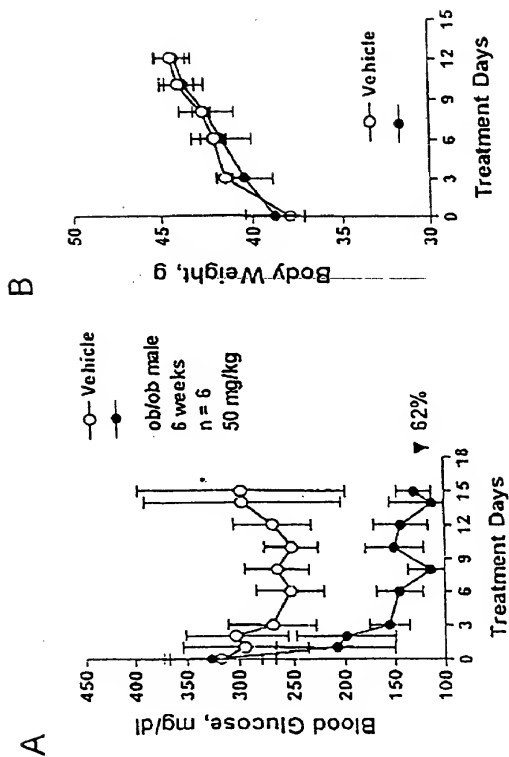 A
450
400
350
300
250
200
150
100
Blood Glucose, mg/dl
0
3
6
9
12
15
18
Treatment Days
Vehicle
ob/ob male
6 weeks
n = 6
50 mg/kg
62%
B
50
45
40
35
30
Body Weight, g
0
3
6
9
12
15
Treatment Days
Vehicle